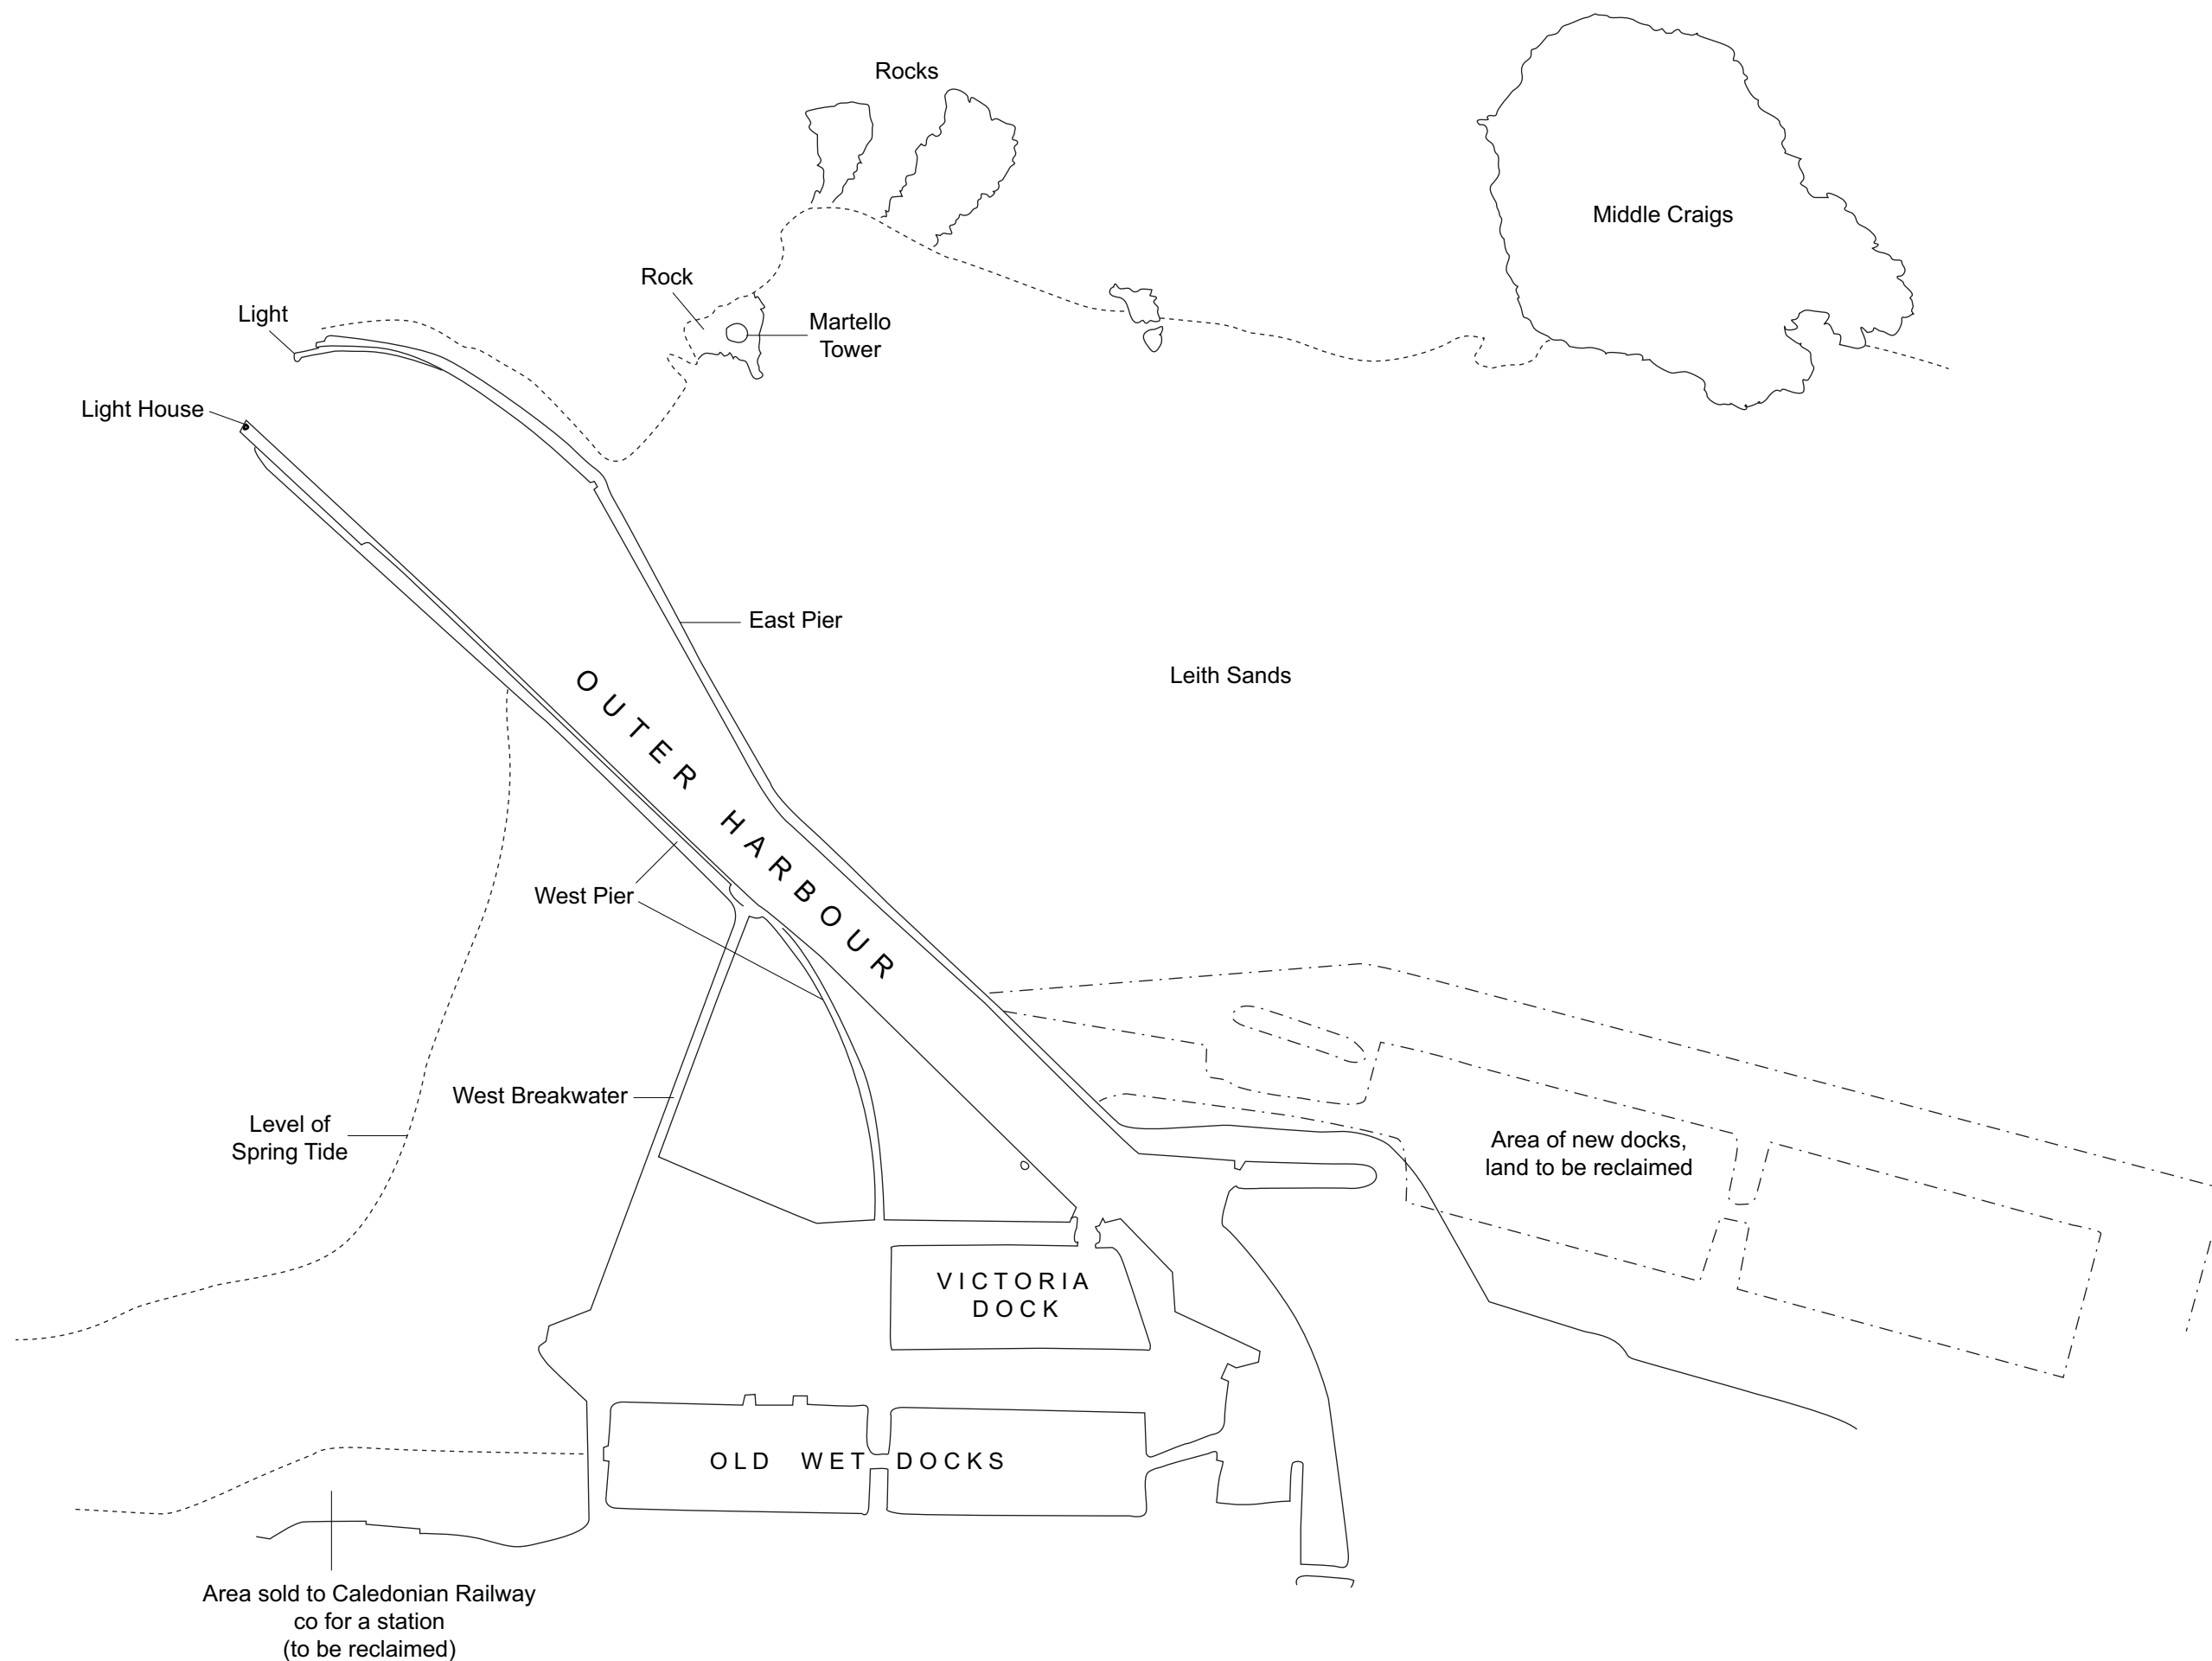 Rocks
Middle Craigs
Rock
Light
Martello
Tower
Light House
East Pier
Leith Sands
OUTER HARBOUR
West Pier
West Breakwater
Level of
Spring Tide
Area of new docks,
land to be reclaimed
VICTORIA
DOCK
OLD WET DOCKS
Area sold to Caledonian Railway
co for a station
(to be reclaimed)